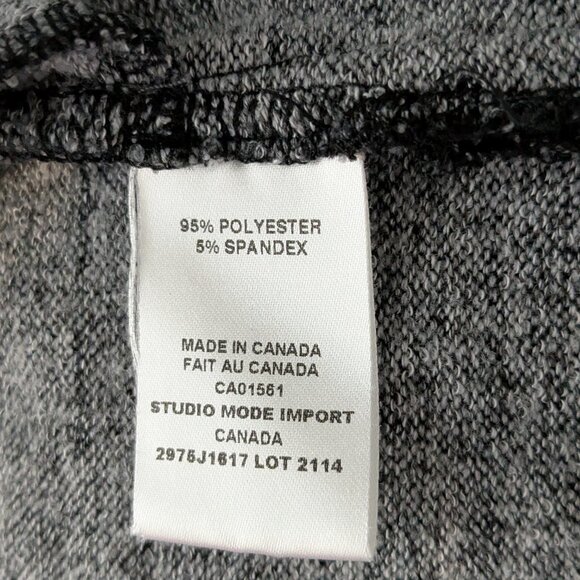 95% POLYESTER
5% SPANDEX
MADE IN CANADA
FAIT AU CANADA
CA01561
STUDIO MODE IMPORT
CANADA
2975J1617 LOT 2114